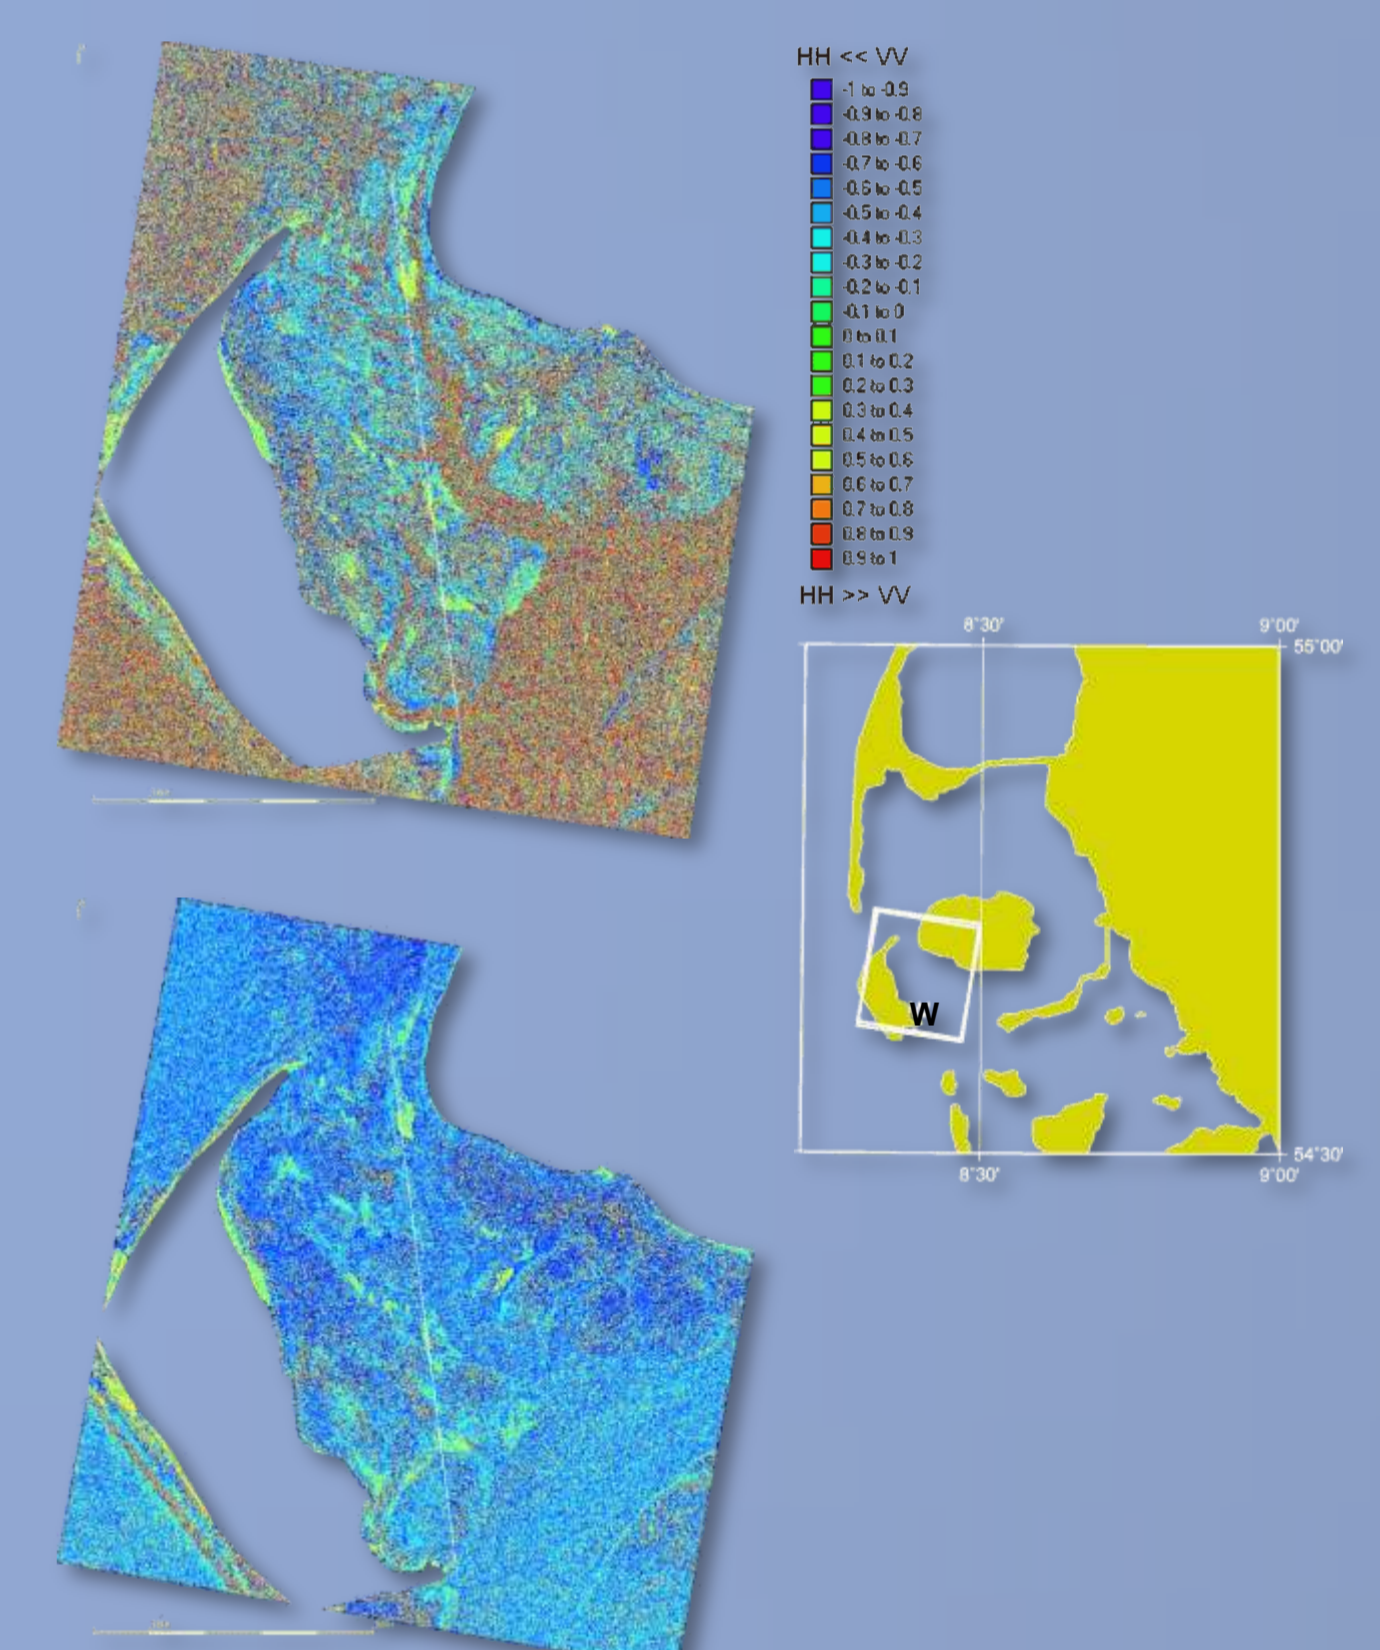 HH << VV
-1 to -0.9
-0.9 to -0.8
-0.8 to -0.7
-0.7 to -0.6
-0.6 to -0.5
-0.5 to -0.4
-0.4 to -0.3
-0.3 to -0.2
-0.2 to -0.1
-0.1 to 0
0 to 0.1
0.1 to 0.2
0.2 to 0.3
0.3 to 0.4
0.4 to 0.5
0.5 to 0.6
0.6 to 0.7
0.7 to 0.8
0.8 to 0.9
0.9 to 1
HH >> VV
8°30' 9°00'
55°00'
W
54°30'
8°30' 9°00'